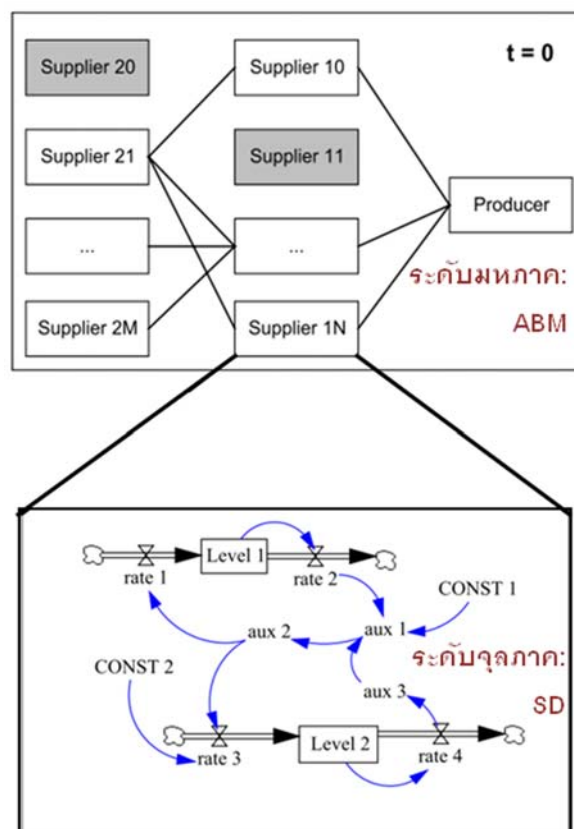 Supplier 20
Supplier 10
t = 0
Supplier 21
Supplier 11
Producer
...
...
ระดับมหภาค:
ABM
Supplier 2M
Supplier 1N
Level 1
rate 1
rate 2
CONST 1
aux 2
aux 1
ระดับจุลภาค:
SD
CONST 2
aux 3
Level 2
rate 3
rate 4